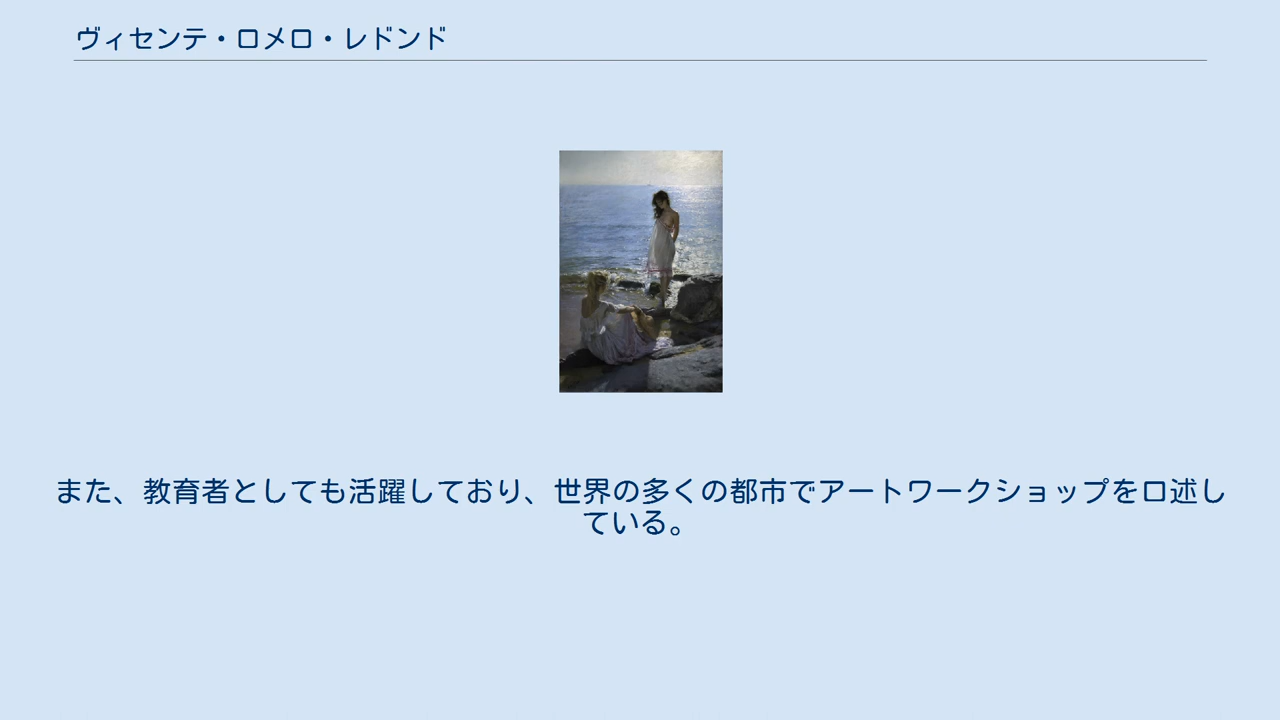 ヴィセンテ・ロメロ・レドンド
また、教育者としても活躍しており、世界の多くの都市でアートワークショップを口述し
ている。